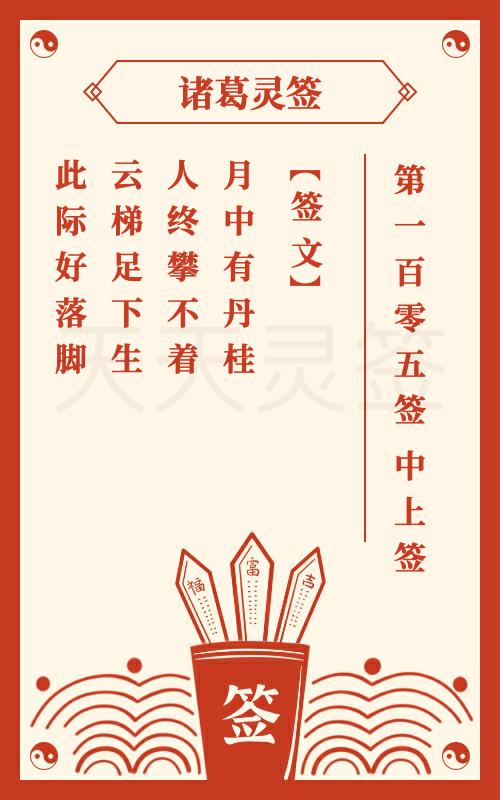 诸葛灵签
第一百零五签 中上签
【签文】
月中有丹桂
人终攀不着
云梯足下生
此际好落脚
天天灵签
福
富
吉
签